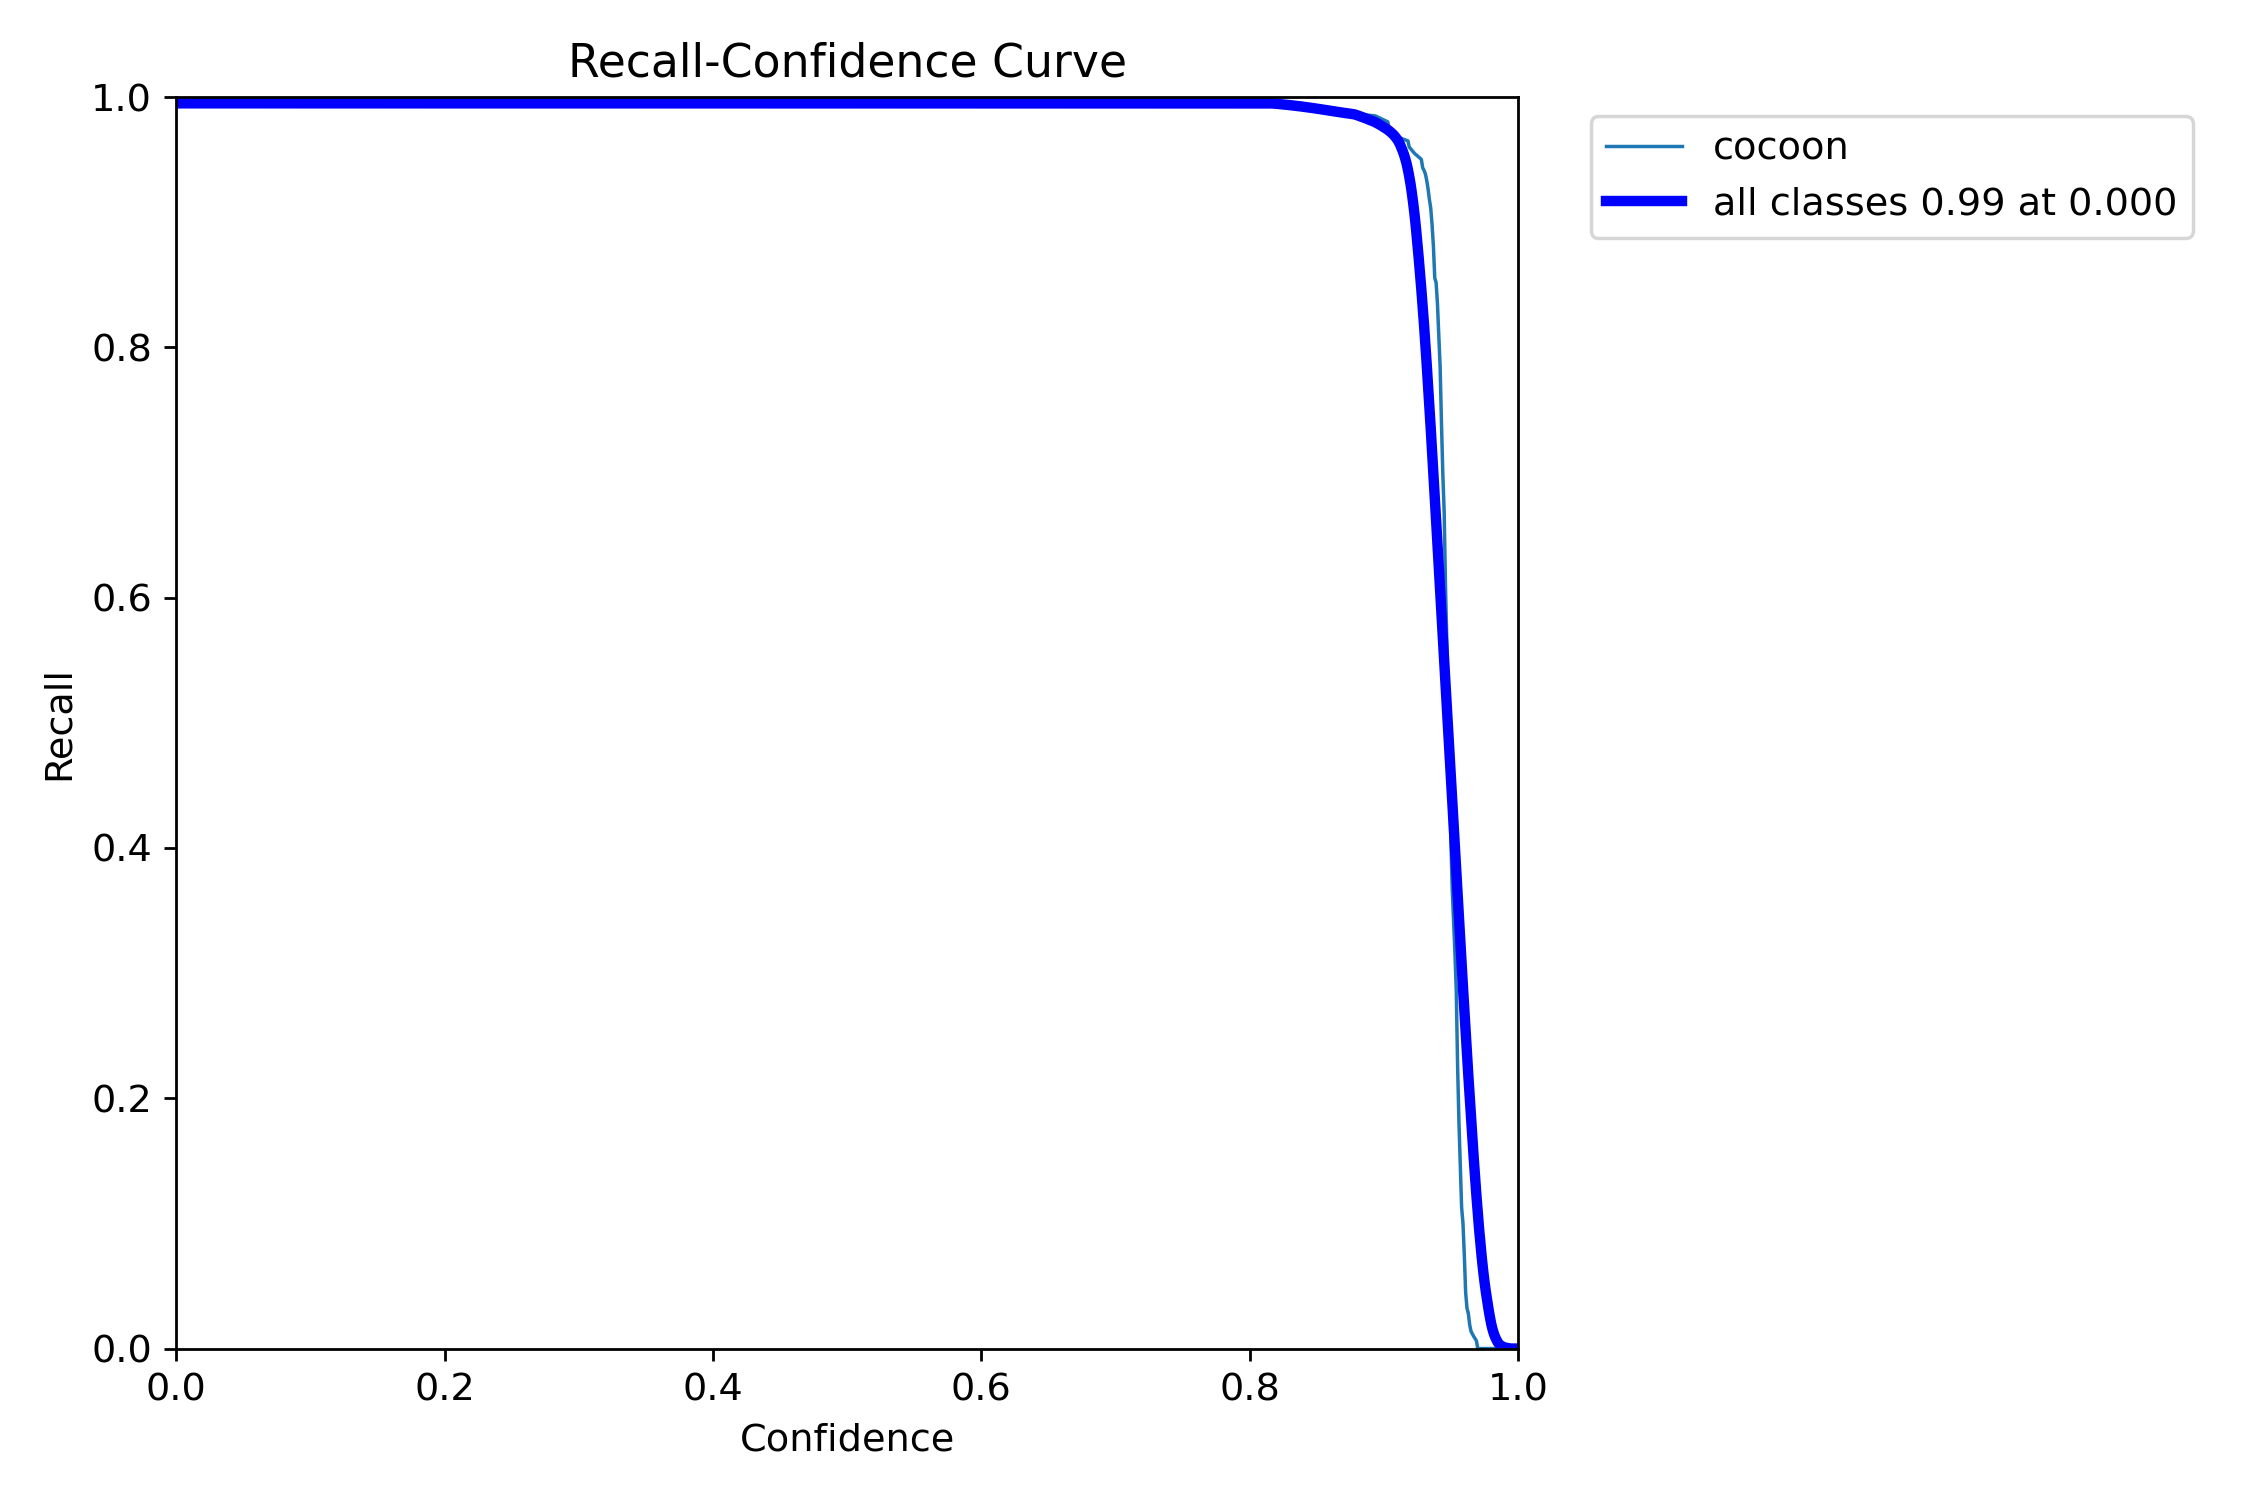 Recall-Confidence Curve
1.0
0.8
0.6
0.4
0.2
0.0
Recall
0.0 0.2 0.4 0.6 0.8 1.0
Confidence
cocoon
all classes 0.99 at 0.000